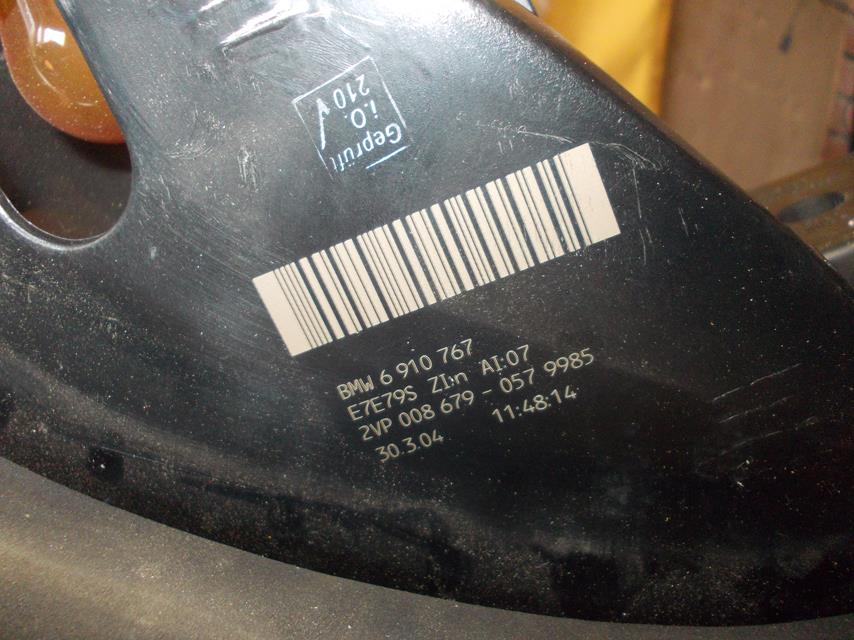 Geprüft
i.O.
210
BMW 6 910 767
E7E79S ZI:n AI:07
2VP 008 679 - 057 9985
30.3.04 11:48:14